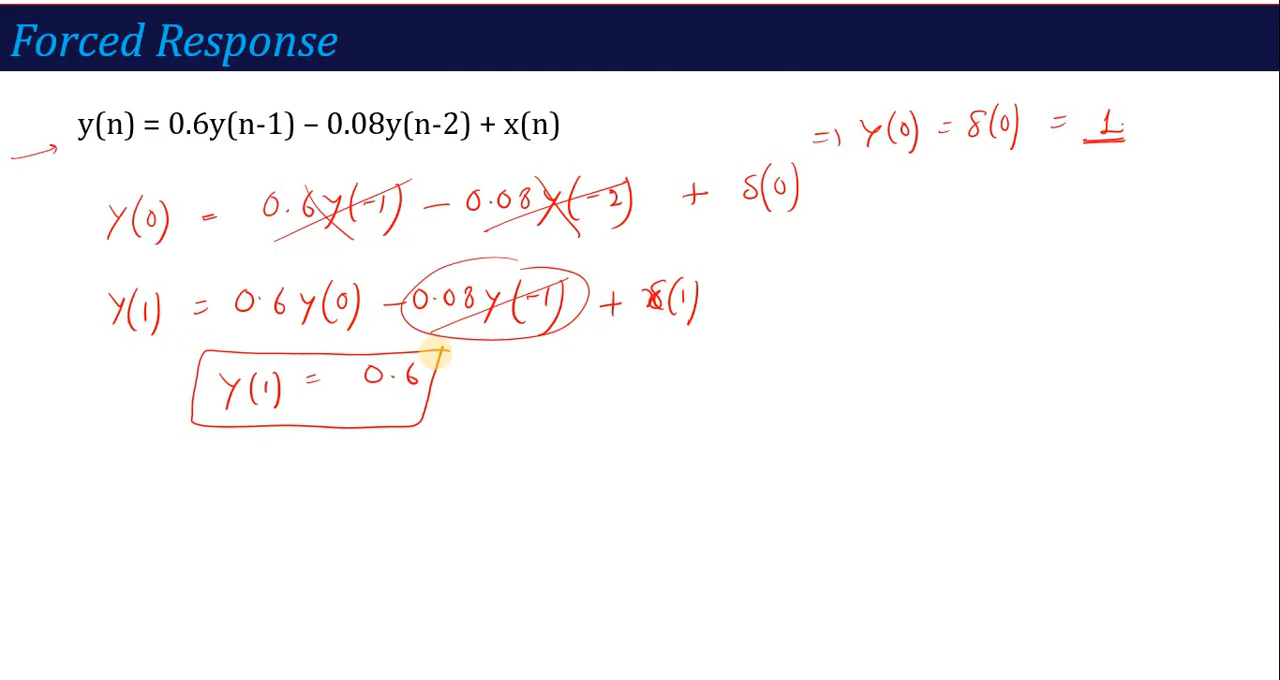 Forced Response
y(n) = 0.6y(n-1) – 0.08y(n-2) + x(n)
⇒ y(0) = δ(0) = 1.
y(0) = 0.6y(-1) - 0.08y(-2) + δ(0)
y(1) = 0.6y(0) - 0.08y(-1) + δ(1)
y(1) = 0.6